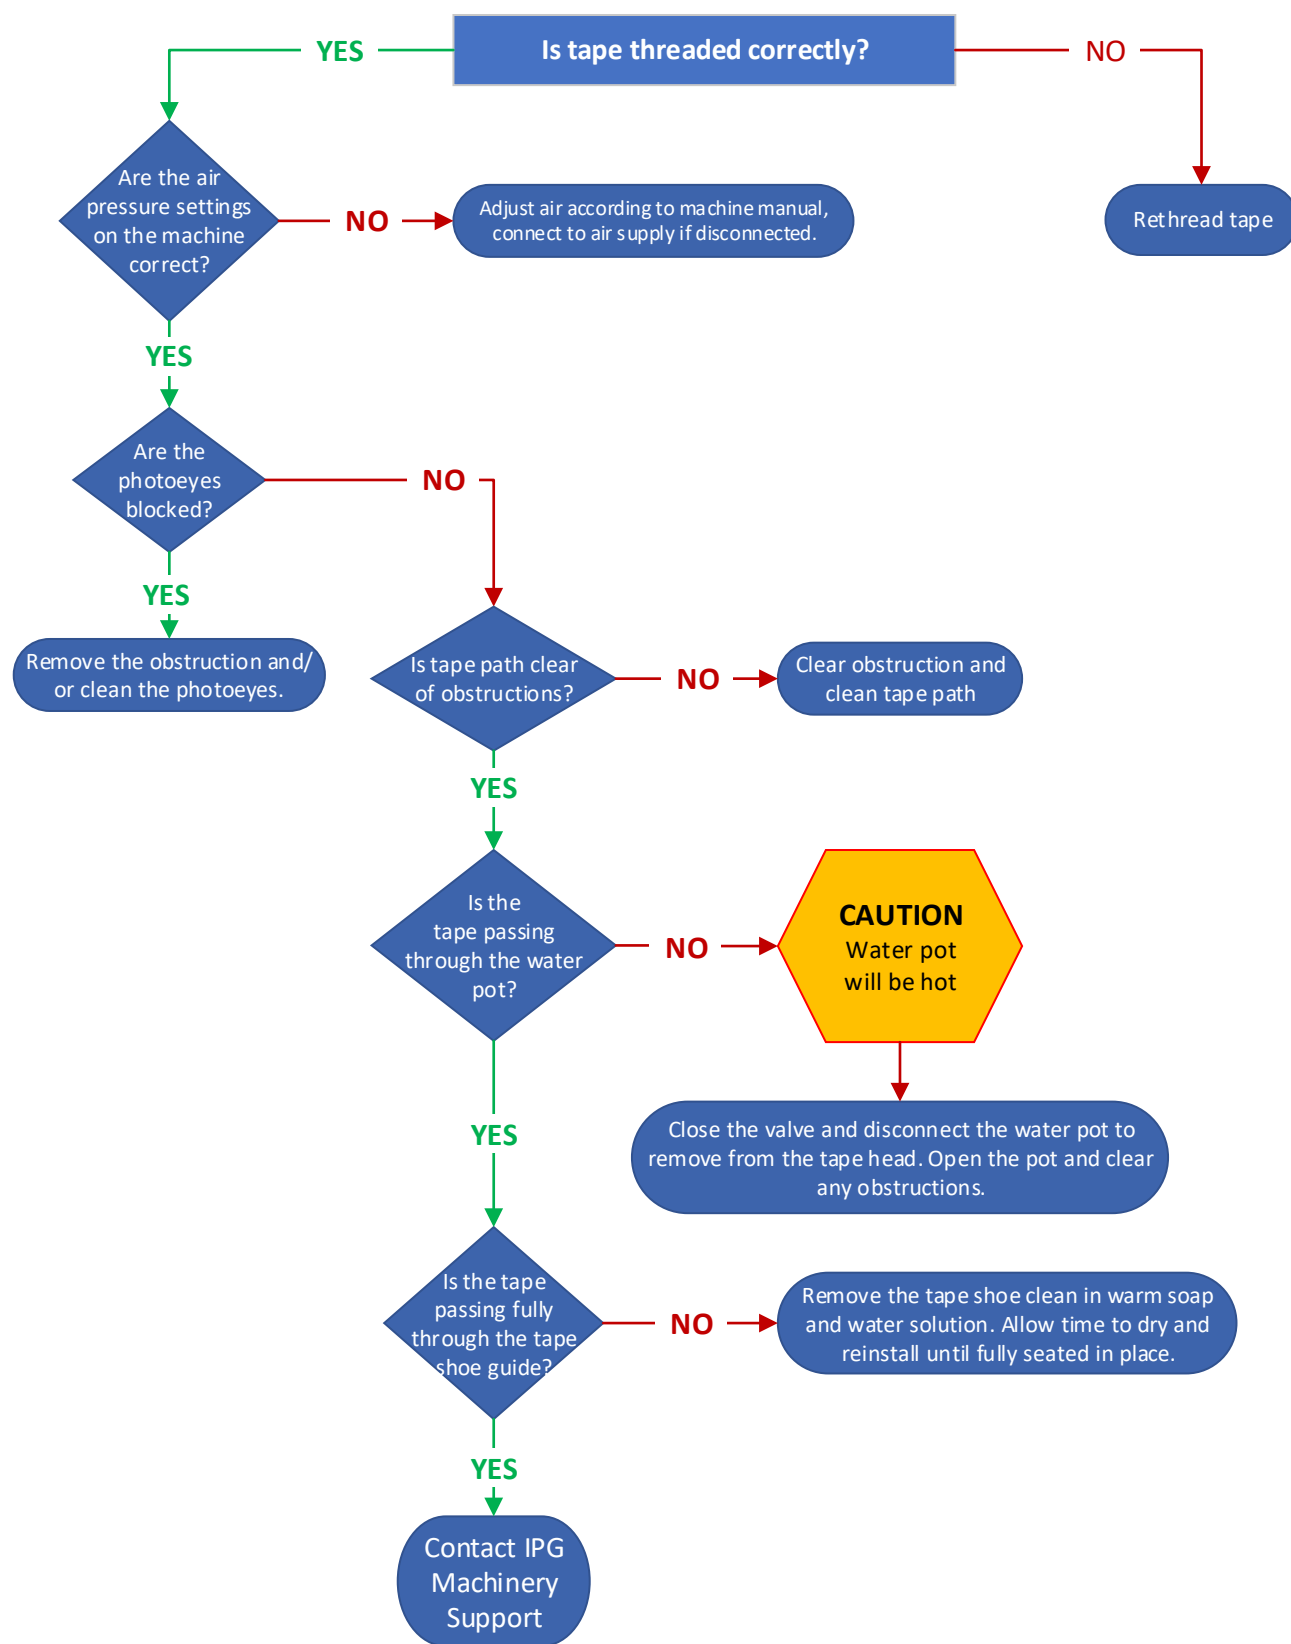 Is tape threaded correctly?
YES
NO
Are the air
pressure settings
on the machine
correct?
NO
Adjust air according to machine manual,
connect to air supply if disconnected.
Rethread tape
YES
Are the
photoeyes
blocked?
NO
YES
Remove the obstruction and/
or clean the photoeyes.
Is tape path clear
of obstructions?
NO
Clear obstruction and
clean tape path
YES
Is the
tape passing
through the water
pot?
NO
CAUTION
Water pot
will be hot
Close the valve and disconnect the water pot to
remove from the tape head. Open the pot and clear
any obstructions.
YES
Is the tape
passing fully
through the tape
shoe guide?
NO
Remove the tape shoe clean in warm soap
and water solution. Allow time to dry and
reinstall until fully seated in place.
YES
Contact IPG
Machinery
Support